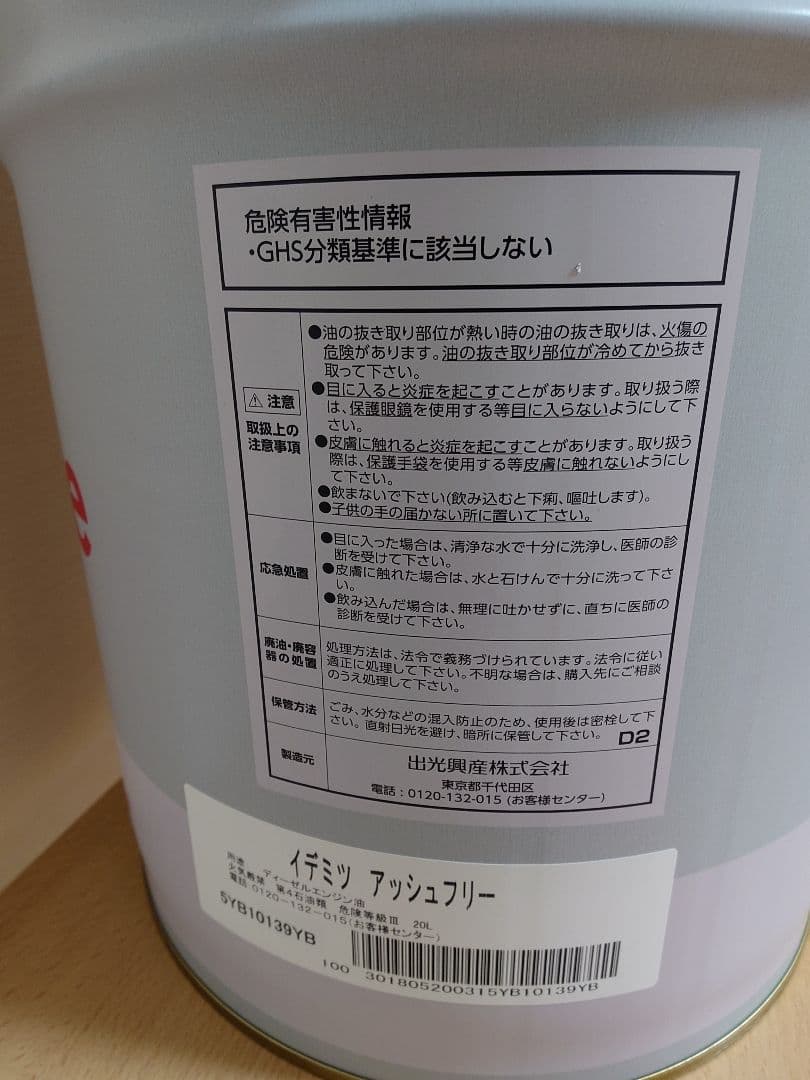 危険有害性情報
・GHS分類基準に該当しない
⚠注意
取扱上の
注意事項
●油の抜き取り部位が熱い時の油の抜き取りは、火傷の
危険があります。油の抜き取り部位が冷めてから抜き
取って下さい。
●目に入ると炎症を起こすことがあります。取り扱う際
は、保護眼鏡を使用する等目に入らないようにして下
さい。
●皮膚に触れると炎症を起こすことがあります。取り扱う
際は、保護手袋を使用する等皮膚に触れないようにし
て下さい。
●飲まないで下さい(飲み込むと下痢、嘔吐します)。
●子供の手の届かない所に置いて下さい。
応急処置
●目に入った場合は、清浄な水で十分に洗浄し、医師の診
断を受けて下さい。
●皮膚に触れた場合は、水と石けんで十分に洗って下さ
い。
●飲み込んだ場合は、無理に吐かせずに、直ちに医師の
診断を受けて下さい。
廃油・廃容
器の処置
処理方法は、法令で義務づけられています。法令に従い
適正に処理して下さい。不明な場合は、購入先にご相談
のうえ処理して下さい。
保管方法
ごみ、水分などの混入防止のため、使用後は密栓して下
さい。直射日光を避け、暗所に保管して下さい。 D2
製造元
出光興産株式会社
東京都千代田区
電話:0120-132-015 (お客様センター)
e
イデミツ アッシュフリー
用途 ディーゼルエンジン油
火気厳禁 第4石油類 危険等級Ⅲ 20L
電話 0120-132-015(お客様センター)
5YB10139YB
100 301805200315YB10139YB